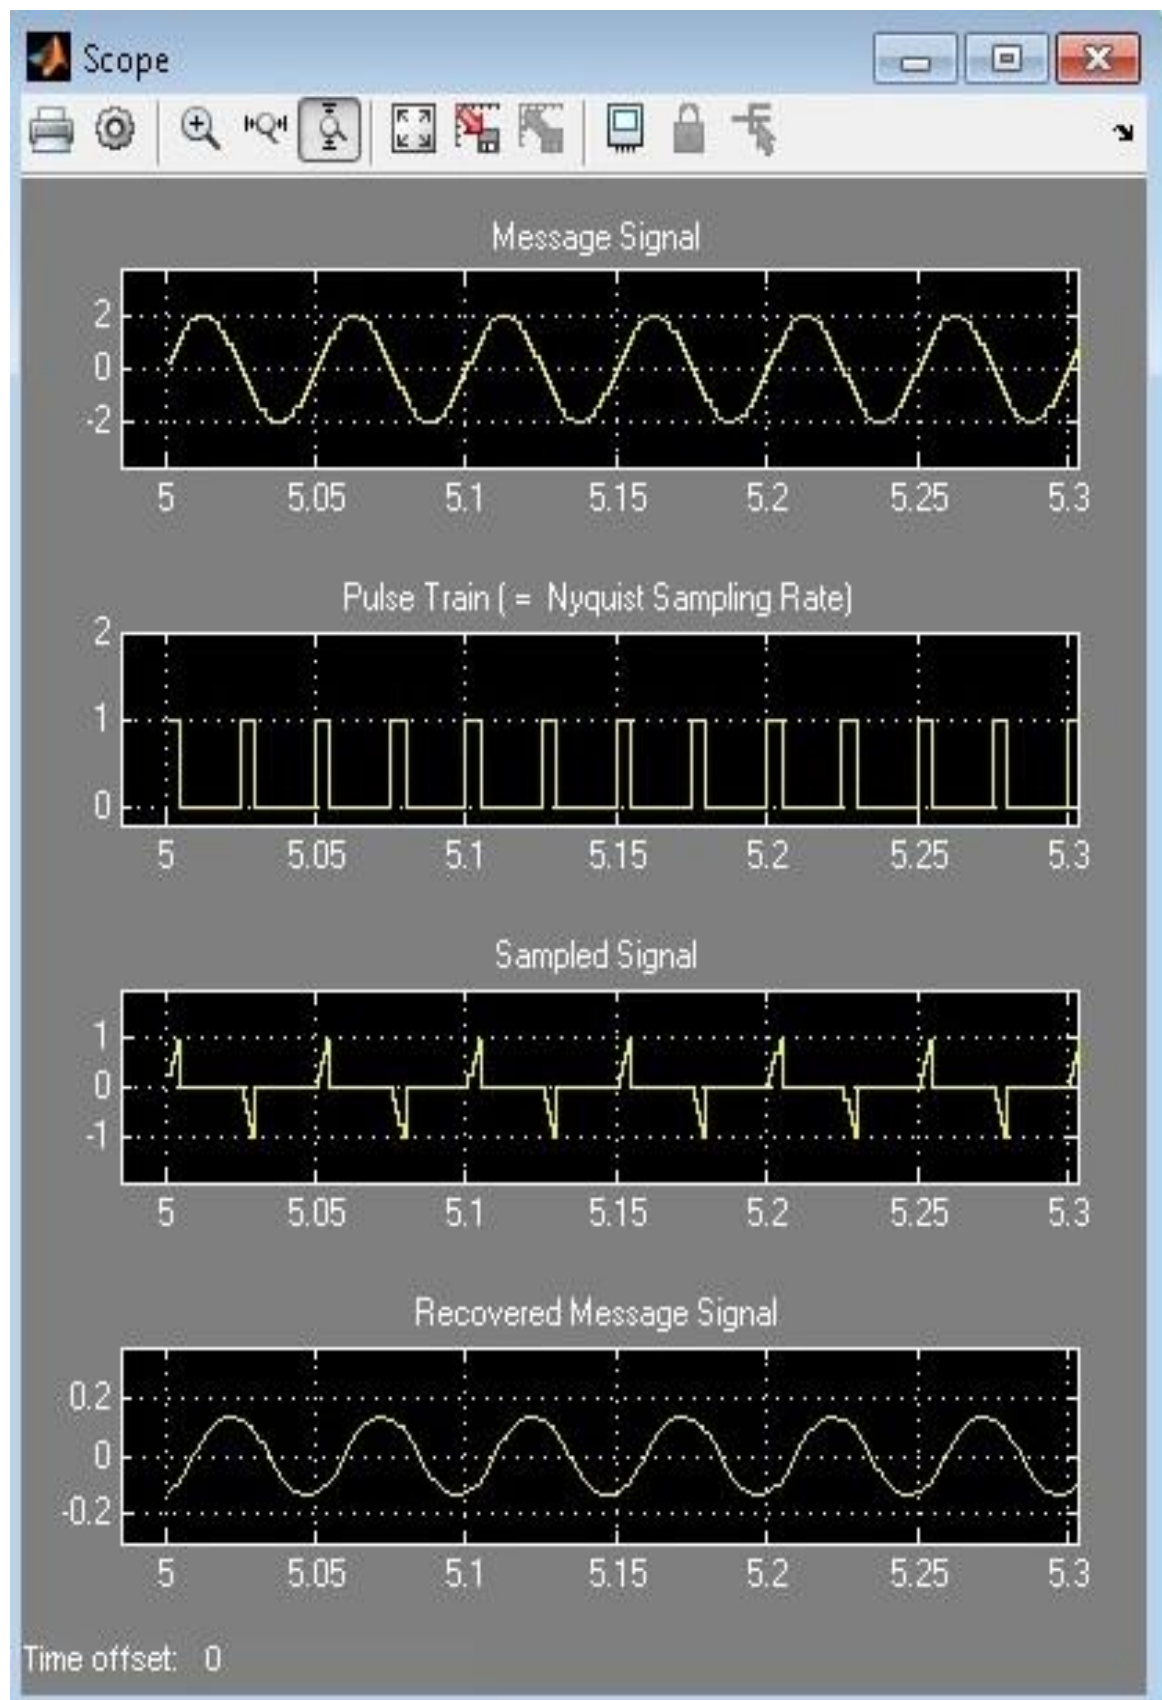 Scope
Message Signal
2
0
-2
5 5.05 5.1 5.15 5.2 5.25 5.3
Pulse Train ( = Nyquist Sampling Rate)
2
1
0
5 5.05 5.1 5.15 5.2 5.25 5.3
Sampled Signal
1
0
-1
5 5.05 5.1 5.15 5.2 5.25 5.3
Recovered Message Signal
0.2
0
-0.2
5 5.05 5.1 5.15 5.2 5.25 5.3
Time offset: 0